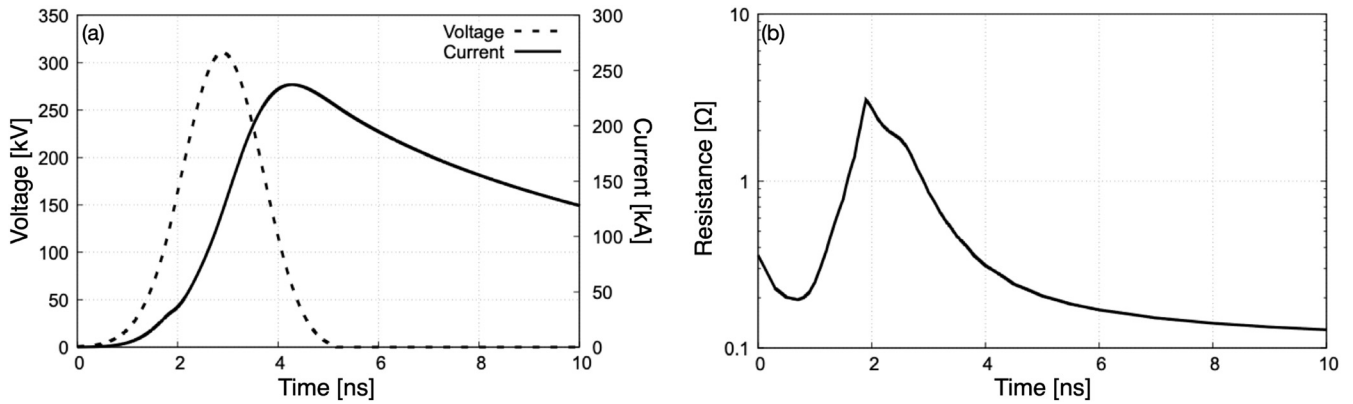 (a)
Voltage
Current
Voltage [kV]
350
300
250
200
150
100
50
0
300
250
200
150
100
50
0
Current [kA]
0 2 4 6 8 10
Time [ns]
(b)
Resistance [Ω]
10
1
0.1
0 2 4 6 8 10
Time [ns]